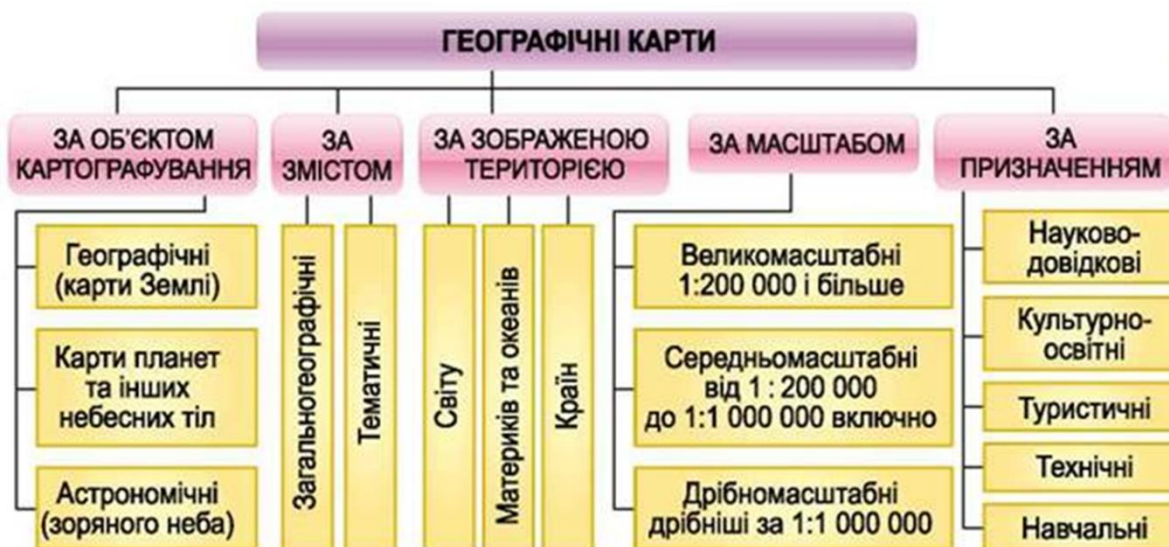 ГЕОГРАФІЧНІ КАРТИ
ЗА ОБ'ЄКТОМ
КАРТОГРАФУВАННЯ
Географічні
(карти Землі)
Карти планет
та інших
небесних тіл
Астрономічні
(зоряного неба)
ЗА
ЗМІСТОМ
Загальногеографічні
Тематичні
ЗА ЗОБРАЖЕНОЮ
ТЕРИТОРІЄЮ
Світу
Материків та океанів
Країн
ЗА МАСШТАБОМ
Великомасштабні
1:200 000 і більше
Середньомасштабні
від 1 : 200 000
до 1:1 000 000 включно
Дрібномасштабні
дрібніші за 1:1 000 000
ЗА
ПРИЗНАЧЕННЯМ
Науково-
довідкові
Культурно-
освітні
Туристичні
Технічні
Навчальні